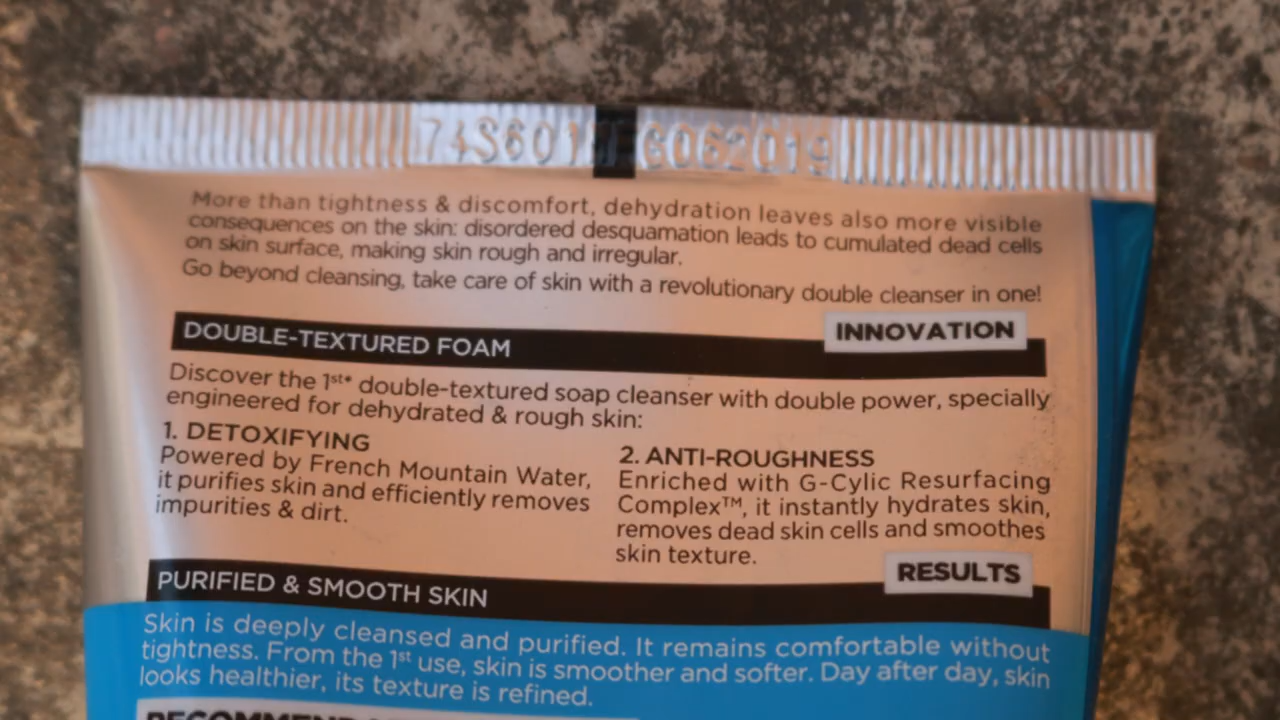 More than tightness & discomfort, dehydration leaves also more visible
consequences on the skin: disordered desquamation leads to cumulated dead cells
on skin surface, making skin rough and irregular.
Go beyond cleansing, take care of skin with a revolutionary double cleanser in one!
DOUBLE-TEXTURED FOAM
INNOVATION
Discover the 1st* double-textured soap cleanser with double power, specially
engineered for dehydrated & rough skin:
1. DETOXIFYING
Powered by French Mountain Water,
it purifies skin and efficiently removes
impurities & dirt.
2. ANTI-ROUGHNESS
Enriched with G-Cylic Resurfacing
Complex™, it instantly hydrates skin,
removes dead skin cells and smoothes
skin texture.
PURIFIED & SMOOTH SKIN
RESULTS
Skin is deeply cleansed and purified. It remains comfortable without
tightness. From the 1st use, skin is smoother and softer. Day after day, skin
looks healthier, its texture is refined.